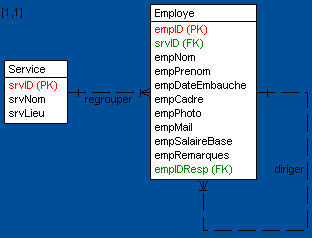 [1,1]
Employe
empID (PK)
srvID (FK)
empNom
empPrenom
empDateEmbauche
empCadre
empPhoto
empMail
empSalaireBase
empRemarques
empIDResp (FK)
Service
srvID (PK)
srvNom
srvLieu
regrouper
diriger